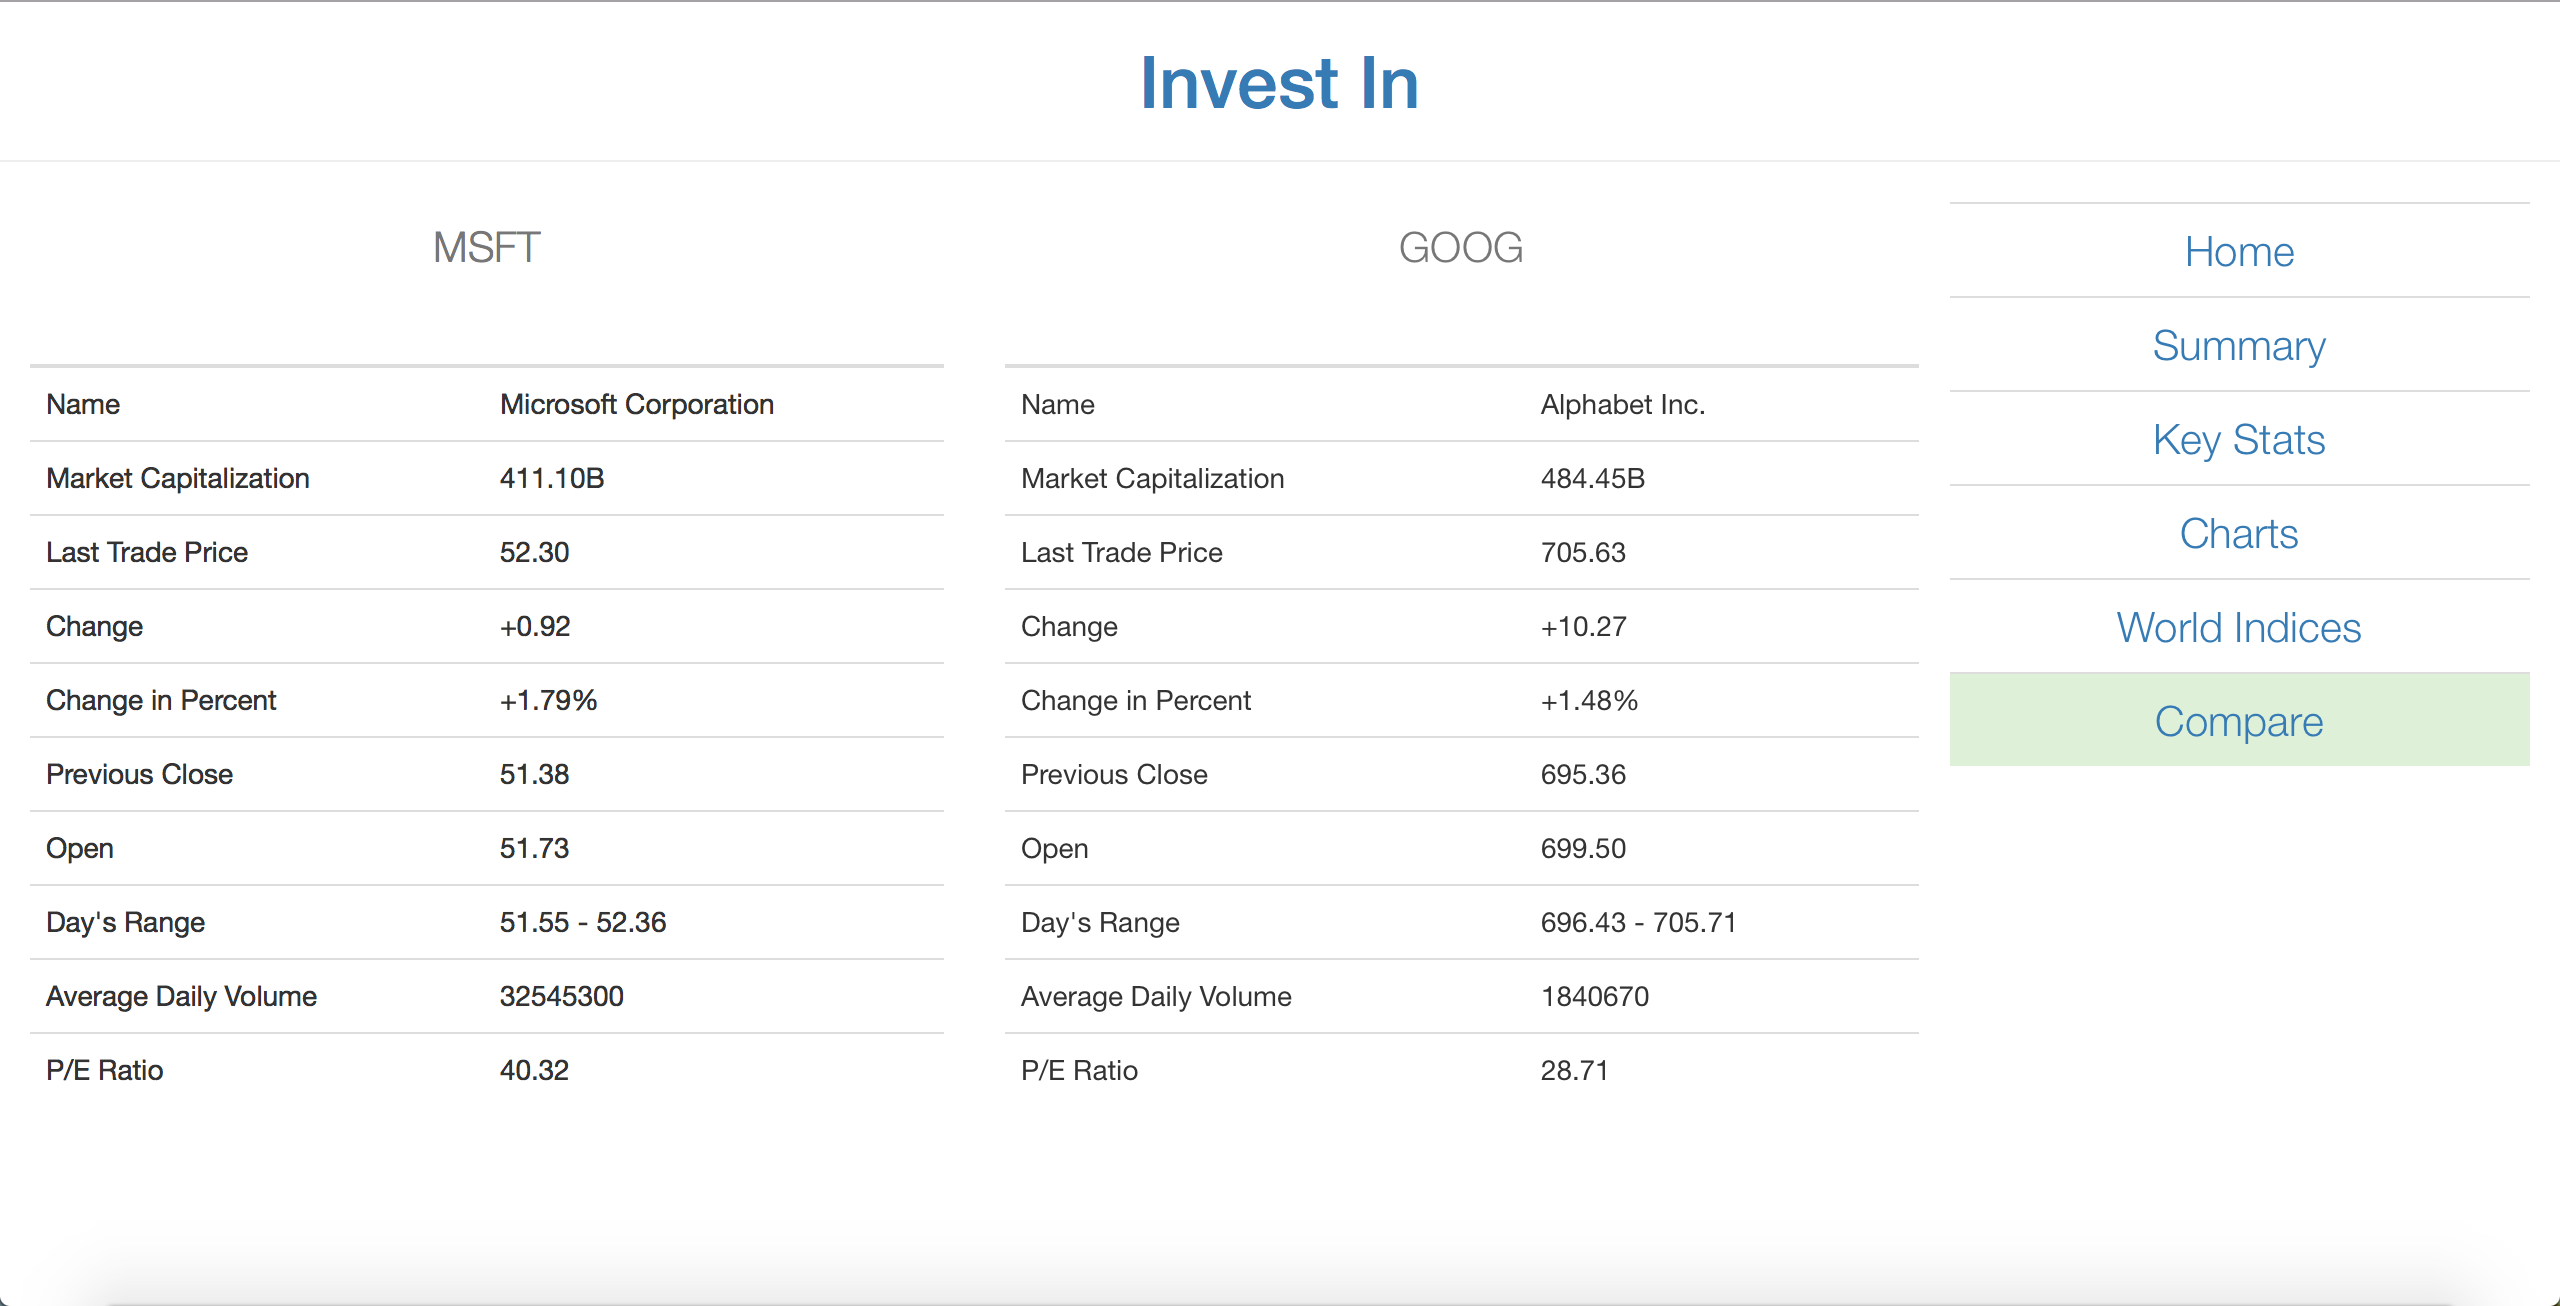 Invest In
MSFT
Name Microsoft Corporation
Market Capitalization 411.10B
Last Trade Price 52.30
Change +0.92
Change in Percent +1.79%
Previous Close 51.38
Open 51.73
Day's Range 51.55 - 52.36
Average Daily Volume 32545300
P/E Ratio 40.32
GOOG
Name Alphabet Inc.
Market Capitalization 484.45B
Last Trade Price 705.63
Change +10.27
Change in Percent +1.48%
Previous Close 695.36
Open 699.50
Day's Range 696.43 - 705.71
Average Daily Volume 1840670
P/E Ratio 28.71
Home
Summary
Key Stats
Charts
World Indices
Compare